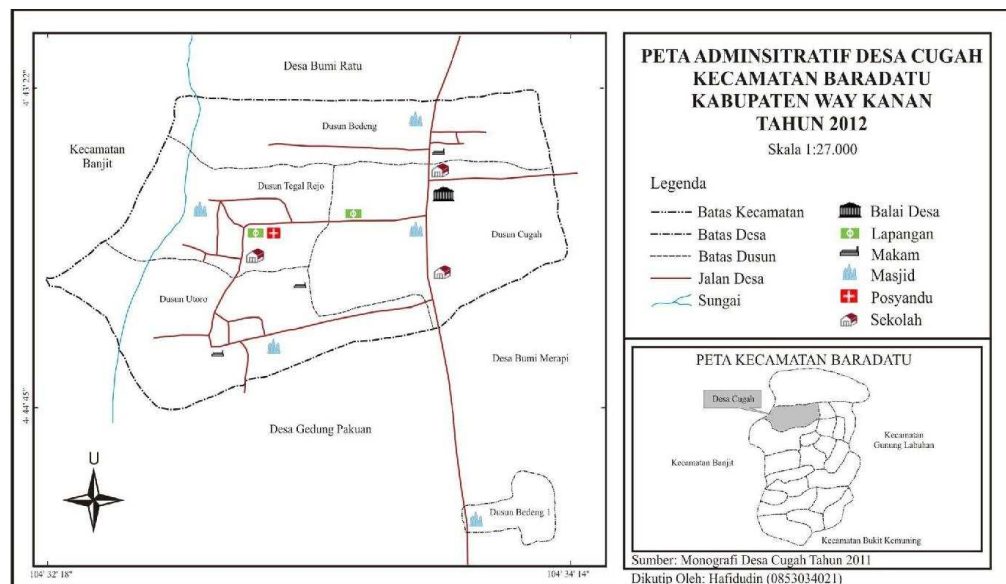 PETA ADMINSITRATIF DESA CUGAH
KECAMATAN BARADATU
KABUPATEN WAY KANAN
TAHUN 2012
Skala 1:27.000
Legenda
Batas Kecamatan
Batas Desa
Batas Dusun
Jalan Desa
Sungai
Balai Desa
Lapangan
Makam
Masjid
Posyandu
Sekolah
Desa Bumi Ratu
4°43'22"
Dusun Bedeng
Kecamatan
Banjit
Dusun Tegal Rejo
Dusun Cugah
Dusun Utoro
Desa Bumi Merapi
4°44'45"
Desa Gedung Pakuan
U
Dusun Bedeng 1
104°32'18"
104°34'14"
PETA KECAMATAN BARADATU
Desa Cugah
Kecamatan
Gunung Labuhan
Kecamatan Banjit
Kecamatan Bukit Kemuning
Sumber: Monografi Desa Cugah Tahun 2011
Dikutip Oleh: Hafidudin (0853034021)